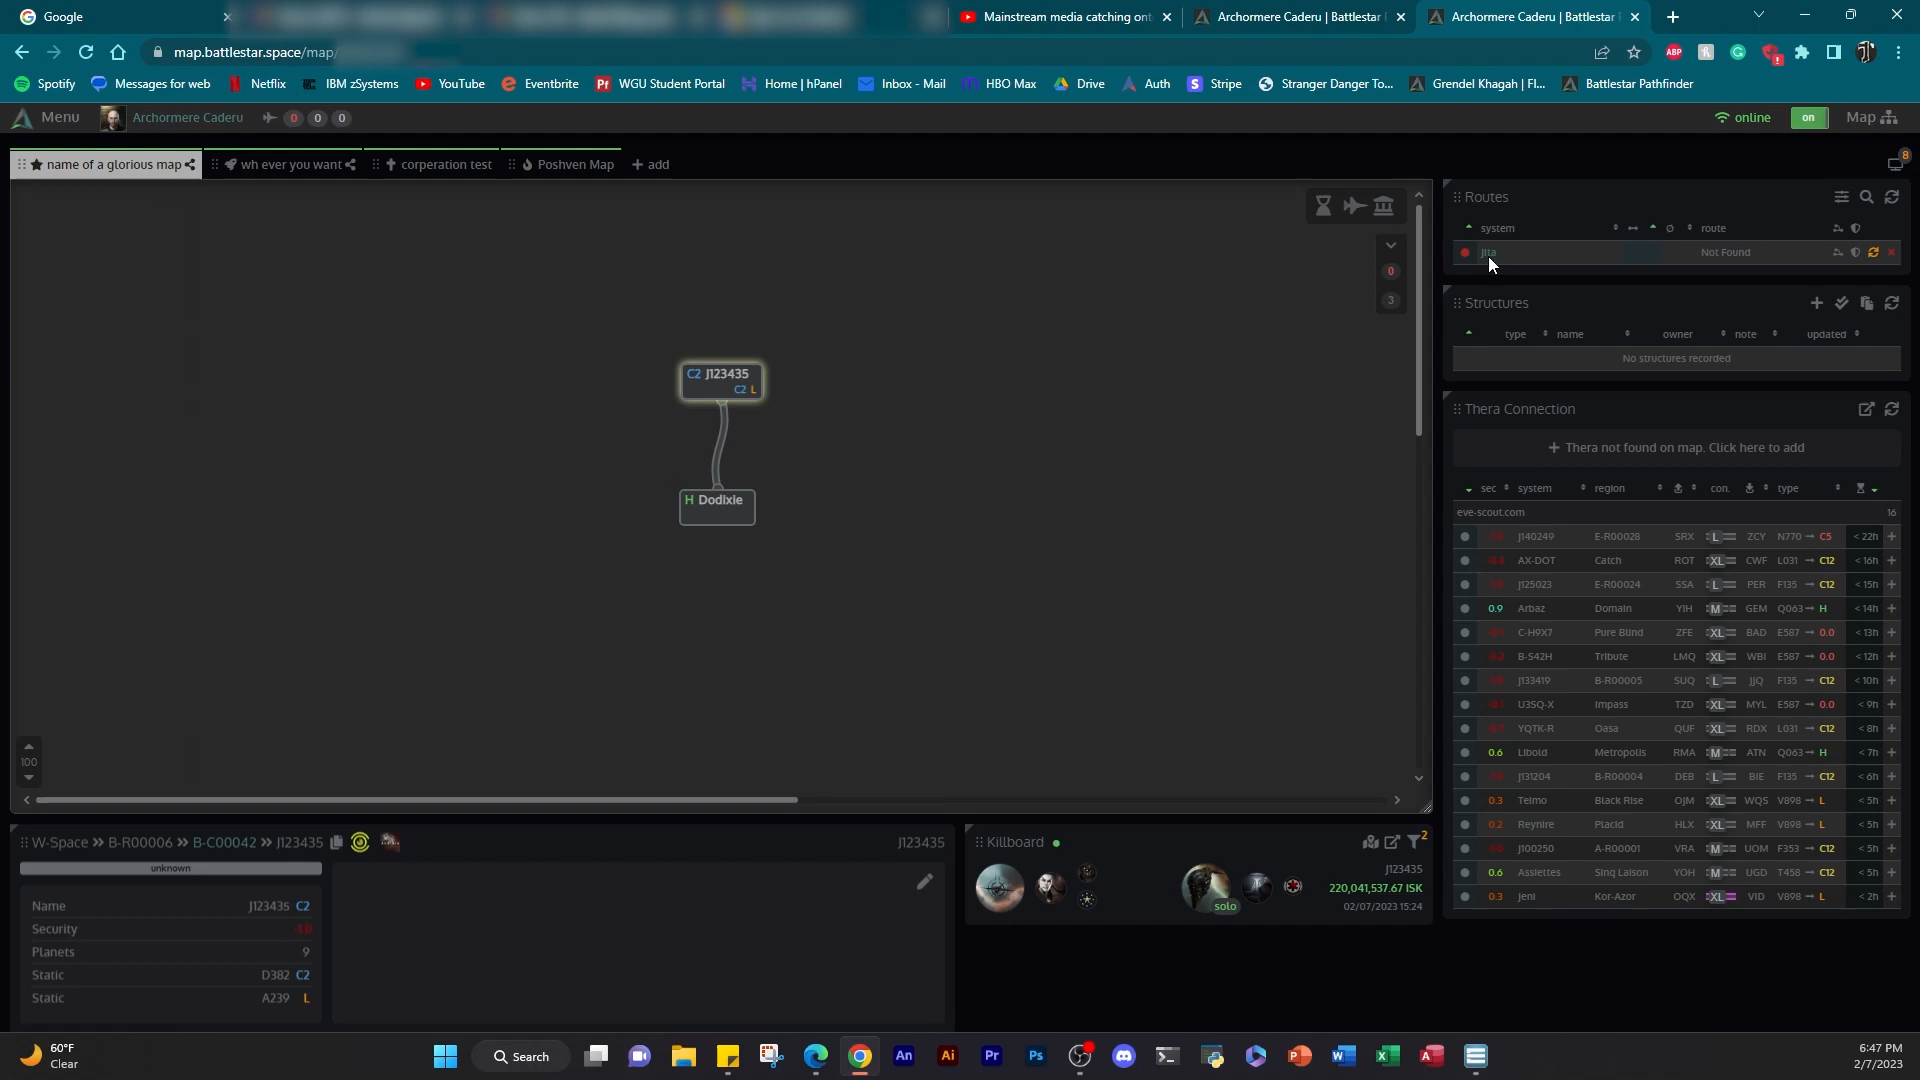 Google
Mainstream media catching ont
Archormere Caderu | Battlestar
Archormere Caderu | Battlestar
map.battlestar.space/map/
ABP
Spotify
Messages for web
Netflix
IBM zSystems
YouTube
Eventbrite
WGU Student Portal
Home | hPanel
Inbox - Mail
HBO Max
Drive
Auth
Stripe
Stranger Danger To...
Grendel Khagah | Fl...
Battlestar Pathfinder
Menu
Archormere Caderu
0 0 0
online
on
Map
name of a glorious map
wh ever you want
corperation test
Poshven Map
+ add
8
Routes
system route
Jita Not Found
0
3
Structures
type name owner note updated
No structures recorded
C2 J123435
C2 L
H Dodixie
Thera Connection
+ Thera not found on map. Click here to add
sec system region con. type
eve-scout.com 16
J140249 E-R00028 SRX L ZCY N770 → C5 < 22h +
AX-DOT Catch ROT XL CWF L031 → C12 < 16h +
J125023 E-R00024 SSA L PER F135 → C12 < 15h +
0.9 Arbaz Domain YIH M GEM Q063 → H < 14h +
C-H9X7 Pure Blind ZFE XL BAD E587 → 0.0 < 13h +
B-S42H Tribute LMQ XL WBI E587 → 0.0 < 12h +
J133419 B-R00005 SUQ L JJQ F135 → C12 < 10h +
U3SQ-X Impass TZD XL MYL E587 → 0.0 < 9h +
YQTK-R Oasa QUF XL RDX L031 → C12 < 8h +
0.6 Libold Metropolis RMA M ATN Q063 → H < 7h +
J131204 B-R00004 DEB L BIE F135 → C12 < 6h +
0.3 Teimo Black Rise OJM XL WQS V898 → L < 5h +
0.2 Reynire Placid HLX XL MFF V898 → L < 5h +
J100250 A-R00001 VRA M UOM F353 → C12 < 5h +
0.6 Assiettes Sinq Laison YOH M UGD T458 → C12 < 5h +
0.3 Jeni Kor-Azor OQX XL VID V898 → L < 2h +
100
W-Space » B-R00006 » B-C00042 » J123435
J123435
unknown
Name J123435 C2
Security -1.0
Planets 9
Static D382 C2
Static A239 L
Killboard
2
solo
J123435
220,041,537.67 ISK
02/07/2023 15:24
60°F
Clear
Search
An
Ai
Pr
Ps
6:47 PM
2/7/2023